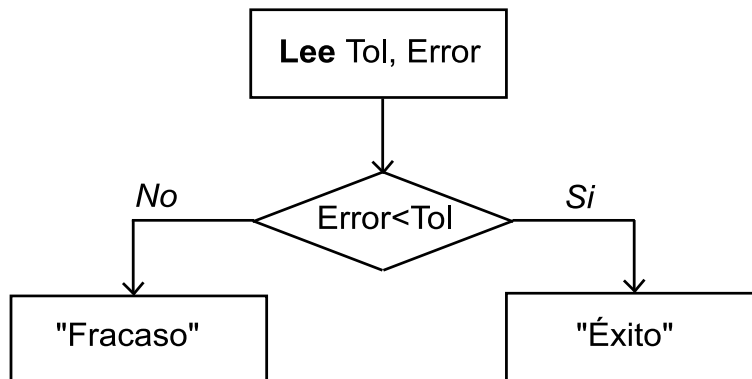 Lee Tol, Error
No
Error<Tol
Si
"Fracaso"
"Éxito"